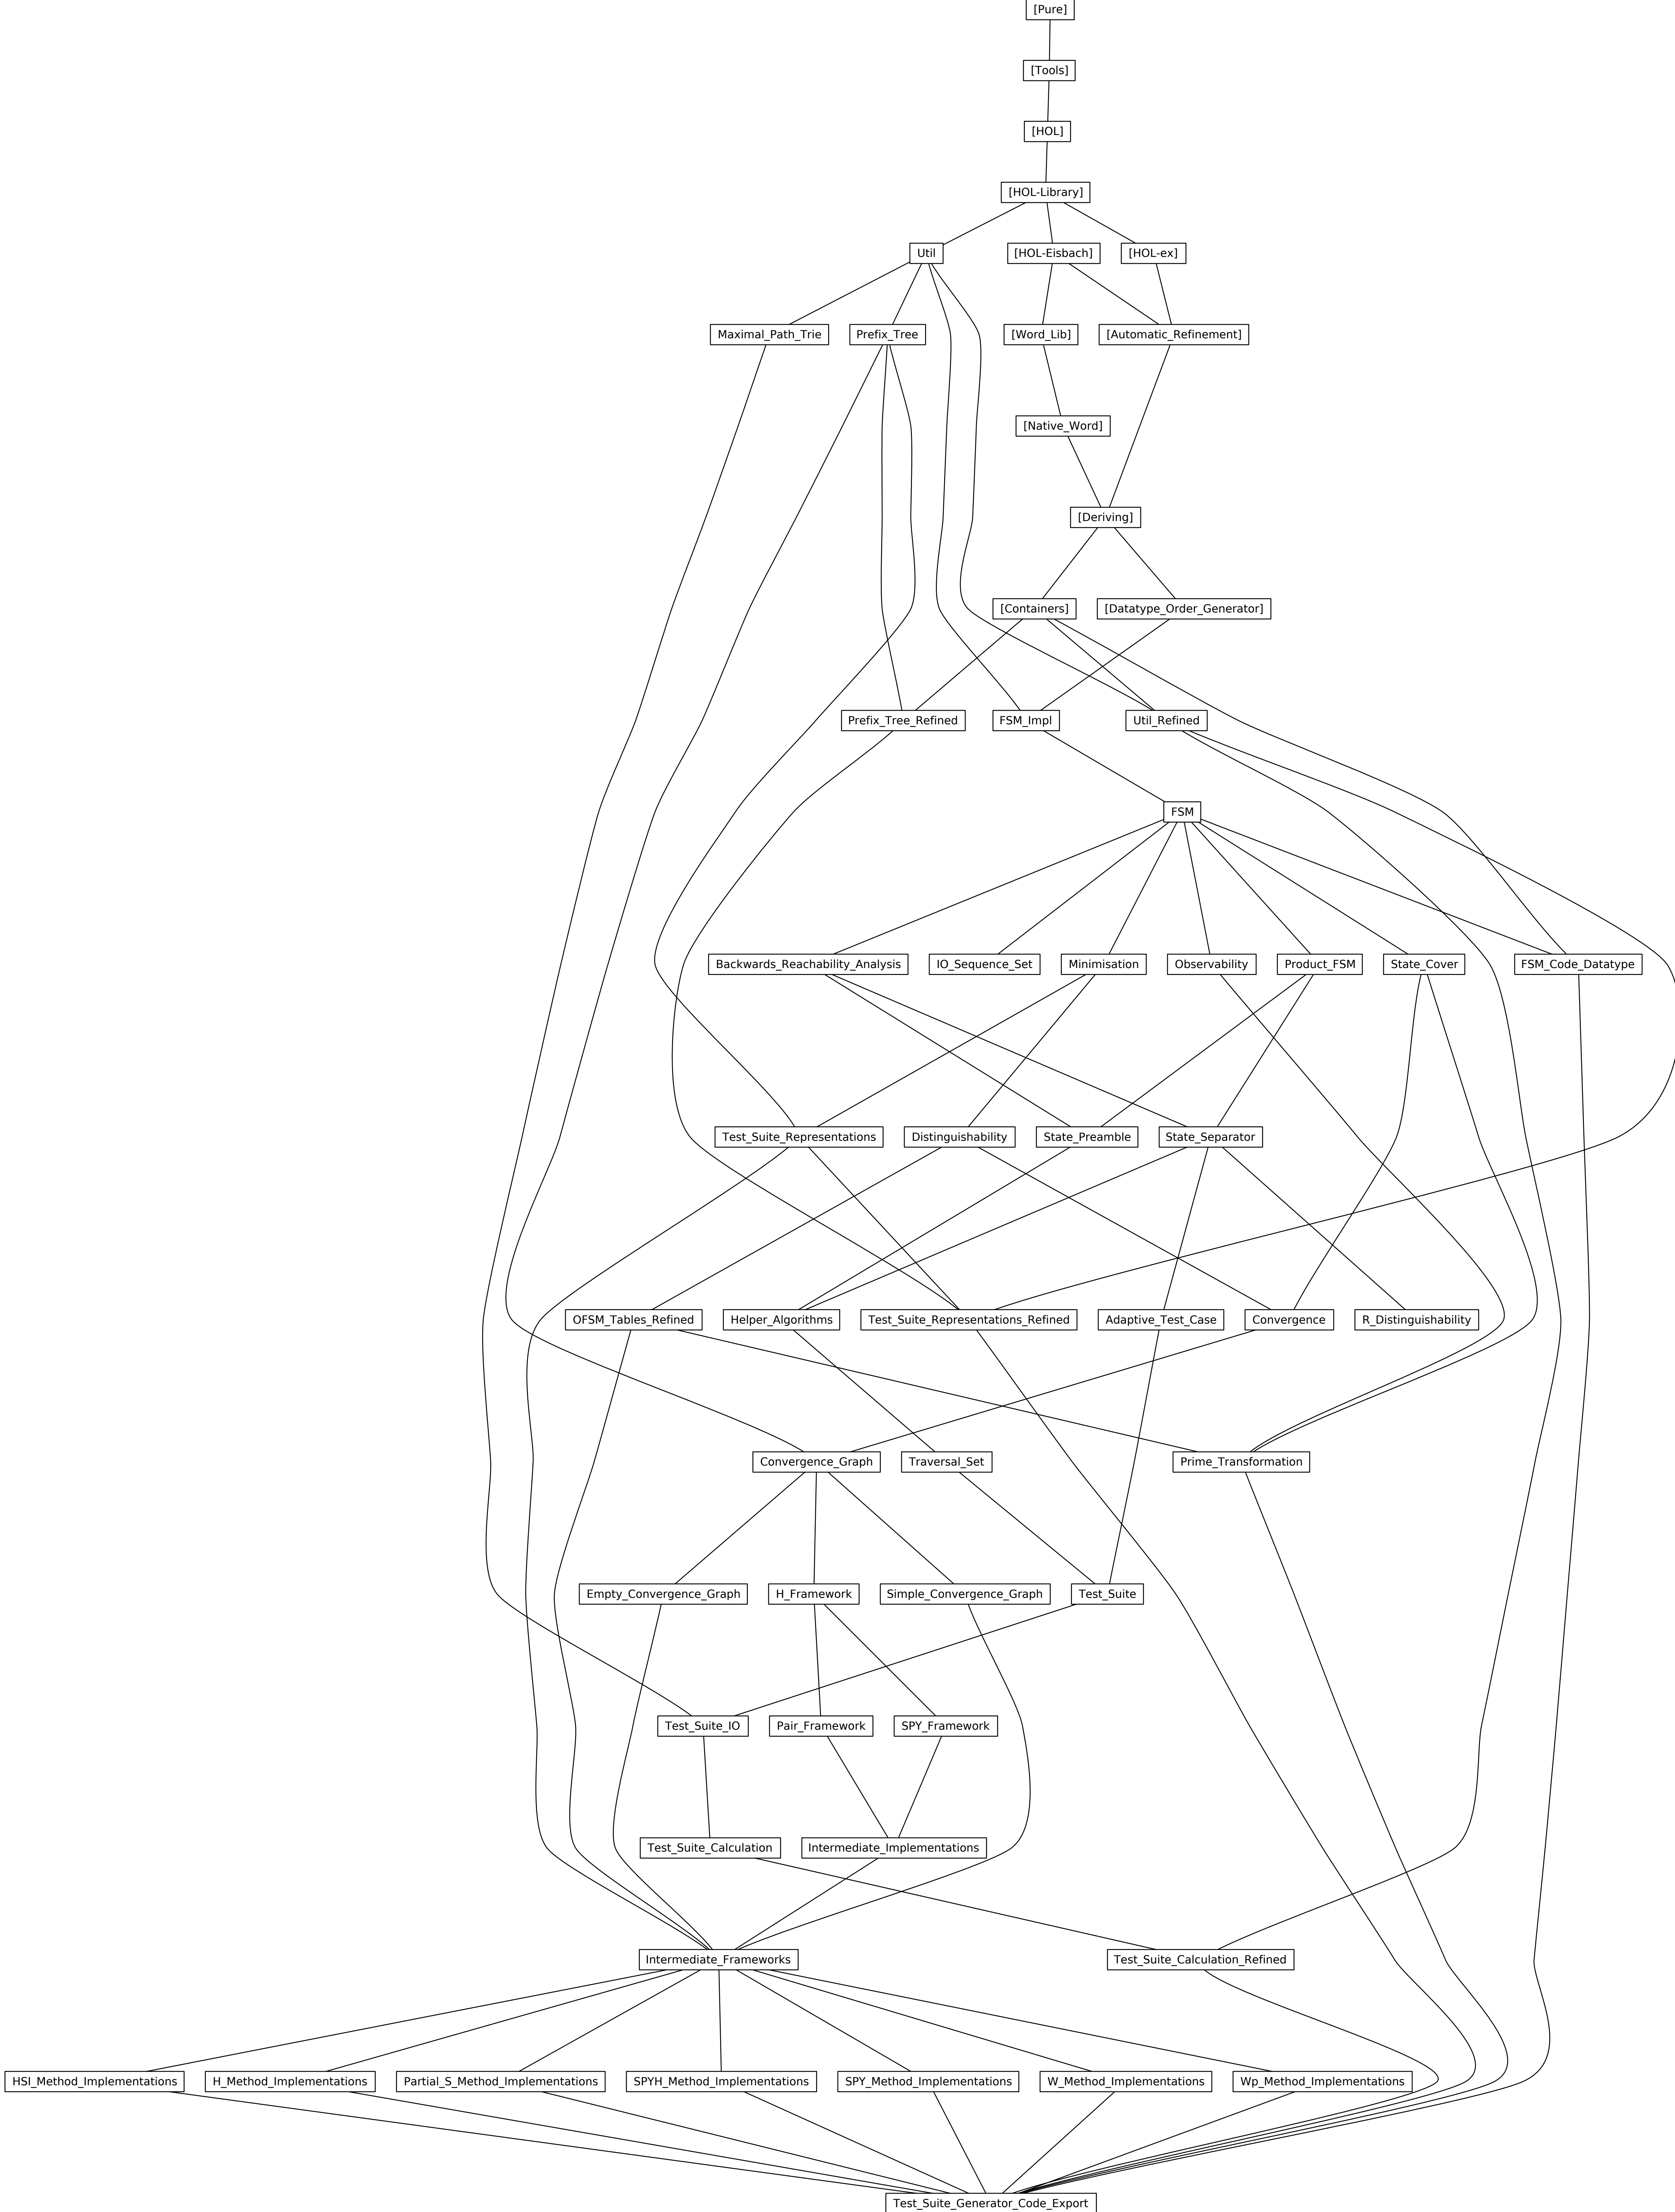 [Pure]
[Tools]
[HOL]
[HOL-Library]
Util
[HOL-Eisbach]
[HOL-ex]
Maximal_Path_Trie
Prefix_Tree
[Word_Lib]
[Automatic_Refinement]
[Native_Word]
[Deriving]
[Containers]
[Datatype_Order_Generator]
Prefix_Tree_Refined
FSM_Impl
Util_Refined
FSM
Backwards_Reachability_Analysis
IO_Sequence_Set
Minimisation
Observability
Product_FSM
State_Cover
FSM_Code_Datatype
Test_Suite_Representations
Distinguishability
State_Preamble
State_Separator
OFSM_Tables_Refined
Helper_Algorithms
Test_Suite_Representations_Refined
Adaptive_Test_Case
Convergence
R_Distinguishability
Convergence_Graph
Traversal_Set
Prime_Transformation
Empty_Convergence_Graph
H_Framework
Simple_Convergence_Graph
Test_Suite
Test_Suite_IO
Pair_Framework
SPY_Framework
Test_Suite_Calculation
Intermediate_Implementations
Intermediate_Frameworks
Test_Suite_Calculation_Refined
HSI_Method_Implementations
H_Method_Implementations
Partial_S_Method_Implementations
SPYH_Method_Implementations
SPY_Method_Implementations
W_Method_Implementations
Wp_Method_Implementations
Test_Suite_Generator_Code_Export